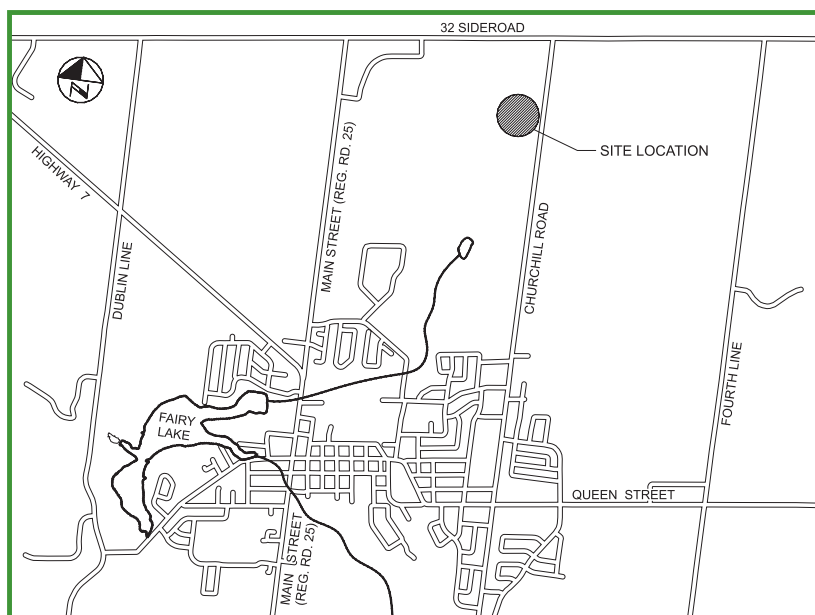 32 SIDEROAD
N
HIGHWAY 7
MAIN STREET (REG. RD. 25)
SITE LOCATION
DUBLIN LINE
CHURCHILL ROAD
FOURTH LINE
FAIRY
LAKE
QUEEN STREET
MAIN STREET
(REG. RD. 25)